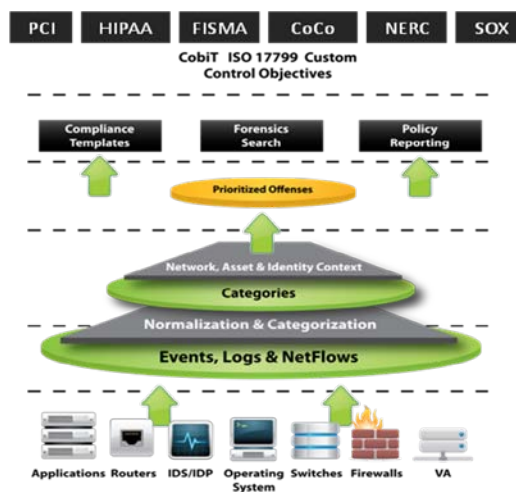 PCI HIPAA FISMA CoCo NERC SOX
CobiT ISO 17799 Custom
Control Objectives
Compliance
Templates
Forensics
Search
Policy
Reporting
Prioritized Offenses
Network, Asset & Identity Context
Categories
Normalization & Categorization
Events, Logs & NetFlows
Applications Routers IDS/IDP Operating
System Switches Firewalls VA